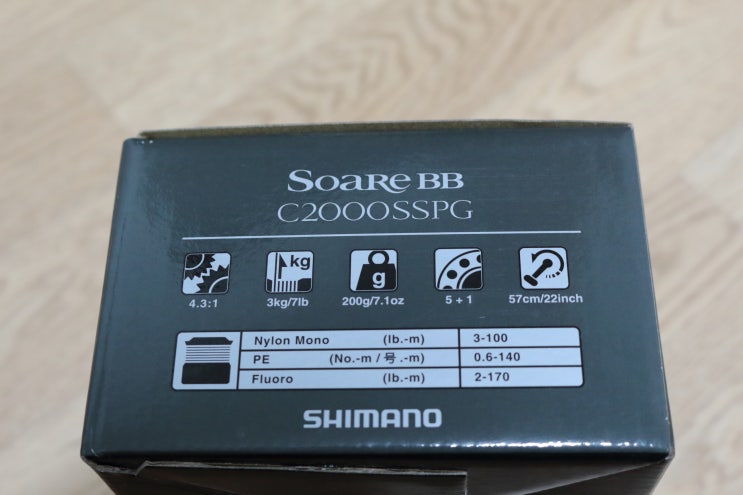 SOARE BB
C2000SSPG
kg
g
4.3:1 3kg/7lb 200g/7.1oz 5 + 1 57cm/22inch
Nylon Mono (lb.-m) 3-100
PE (No.-m / 号.-m) 0.6-140
Fluoro (lb.-m) 2-170
SHIMANO